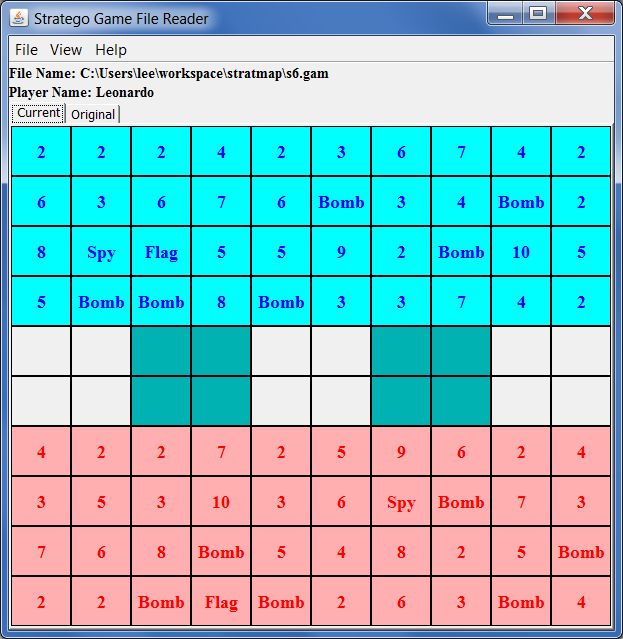 Stratego Game File Reader
File View Help
File Name: C:\Users\lee\workspace\stratmap\s6.gam
Player Name: Leonardo
Current Original
2 2 2 4 2 3 6 7 4 2
6 3 6 7 6 Bomb 3 4 Bomb 2
8 Spy Flag 5 5 9 2 Bomb 10 5
5 Bomb Bomb 8 Bomb 3 3 7 4 2
4 2 2 7 2 5 9 6 2 4
3 5 3 10 3 6 Spy Bomb 7 3
7 6 8 Bomb 5 4 8 2 5 Bomb
2 2 Bomb Flag Bomb 2 6 3 Bomb 4